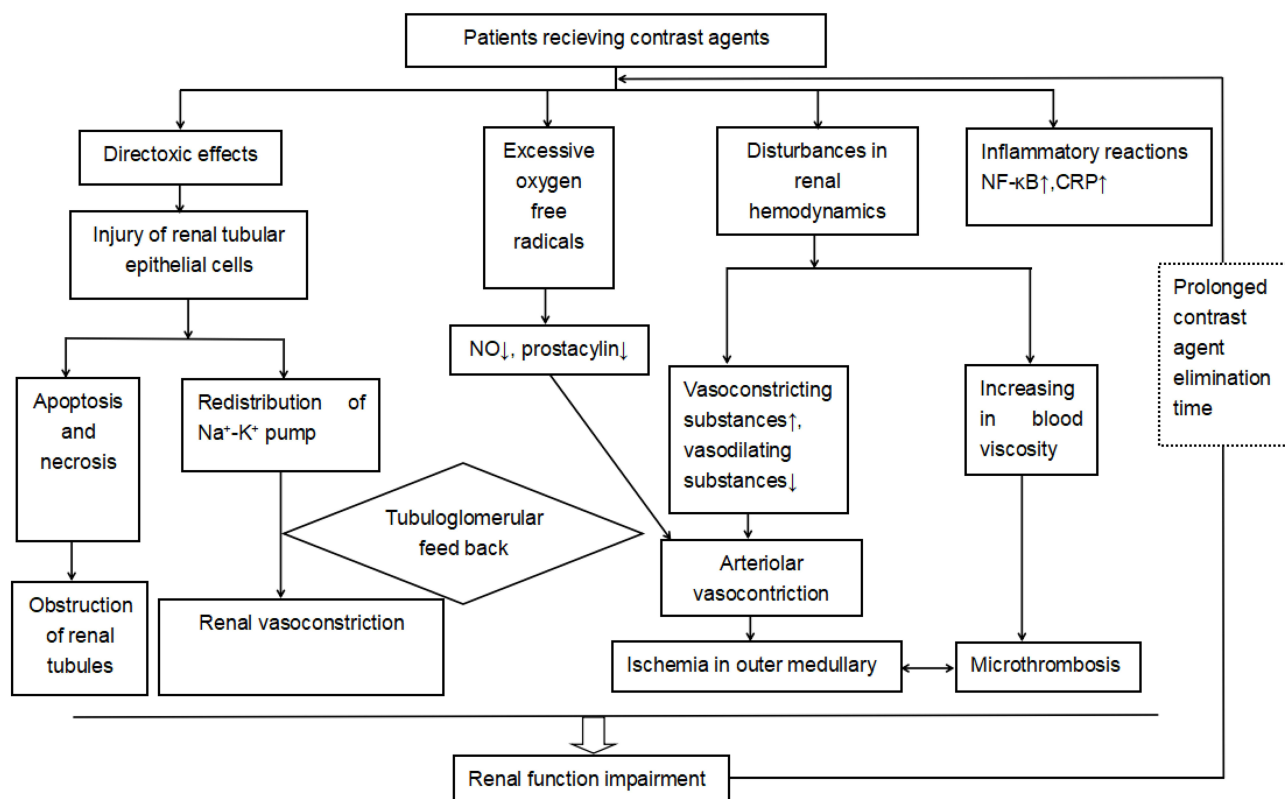 Patients recieving contrast agents
Directoxic effects
Excessive
oxygen
free
radicals
Disturbances in
renal
hemodynamics
Inflammatory reactions
NF-κB↑,CRP↑
Injury of renal tubular
epithelial cells
NO↓, prostacylin↓
Prolonged
contrast
agent
elimination
time
Apoptosis
and
necrosis
Redistribution of
Na⁺-K⁺ pump
Vasoconstricting
substances↑,
vasodilating
substances↓
Increasing
in blood
viscosity
Tubuloglomerular
feed back
Arteriolar
vasocontriction
Obstruction
of renal
tubules
Renal vasoconstriction
Ischemia in outer medullary
Microthrombosis
Renal function impairment